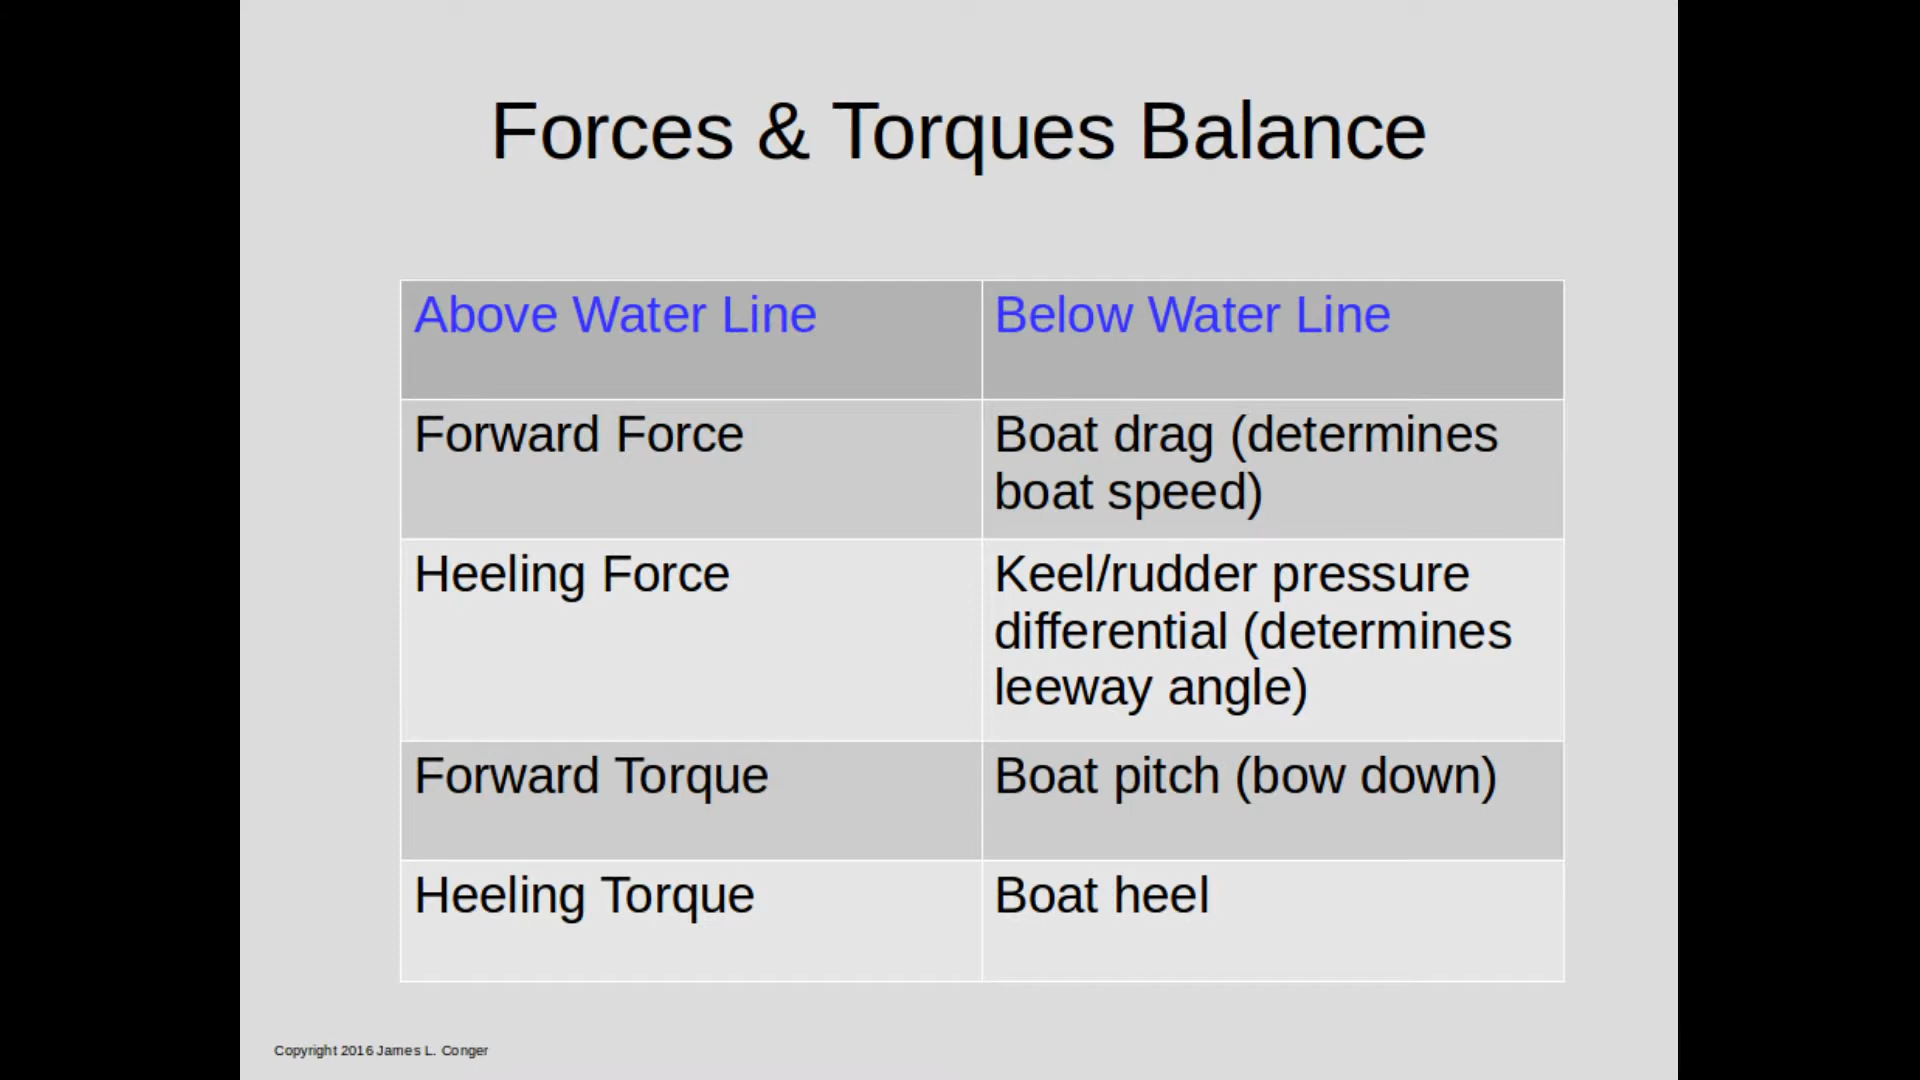 Forces & Torques Balance
Above Water Line
Below Water Line
Forward Force
Boat drag (determines
boat speed)
Heeling Force
Keel/rudder pressure
differential (determines
leeway angle)
Forward Torque
Boat pitch (bow down)
Heeling Torque
Boat heel
Copyright 2016 James L. Conger